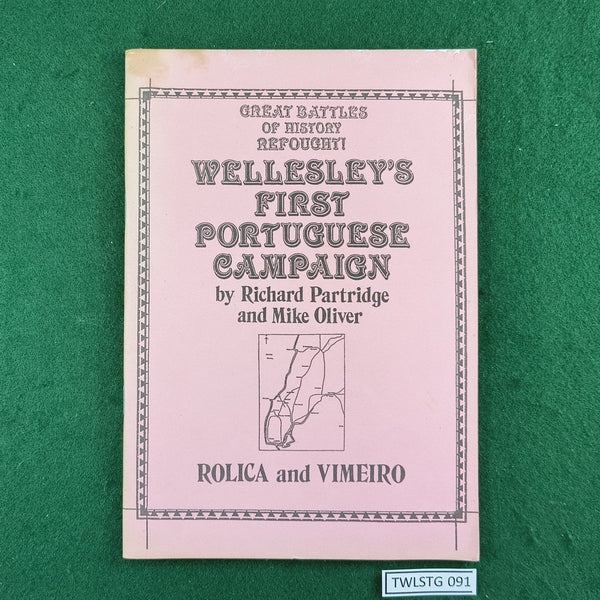 GREAT BATTLES
OF HISTORY
REFOUGHT!
WELLESLEY'S
FIRST
PORTUGUESE
CAMPAIGN
by Richard Partridge
and Mike Oliver
ROLICA and VIMEIRO
TWLSTG 091